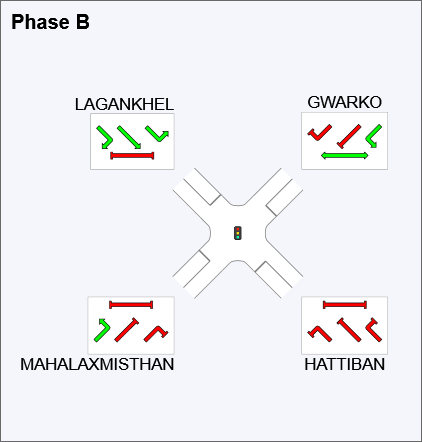 Phase B
LAGANKHEL
GWARKO
MAHALAXMISTHAN
HATTIBAN